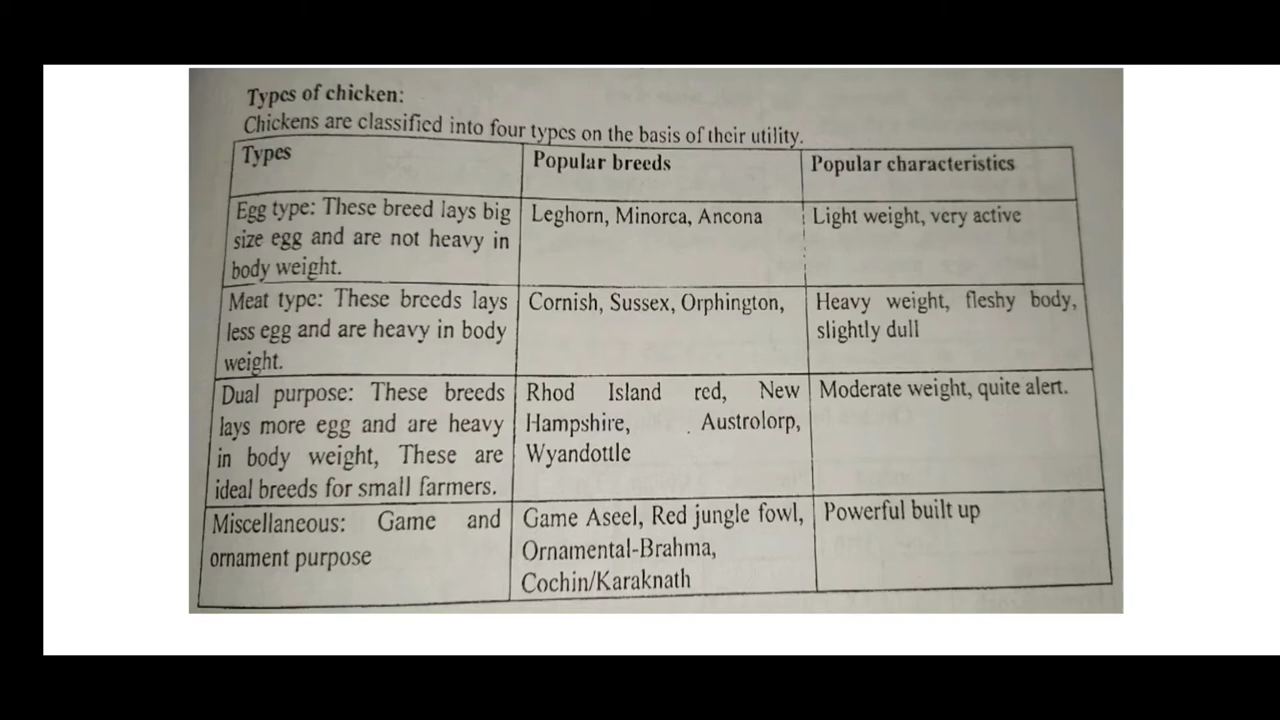 Types of chicken:
Chickens are classified into four types on the basis of their utility.
Types
Popular breeds
Popular characteristics
Egg type: These breed lays big
size egg and are not heavy in
body weight.
Leghorn, Minorca, Ancona
Light weight, very active
Meat type: These breeds lays
less egg and are heavy in body
weight.
Cornish, Sussex, Orphington,
Heavy weight, fleshy body,
slightly dull
Dual purpose: These breeds
lays more egg and are heavy
in body weight, These are
ideal breeds for small farmers.
Rhod Island red, New
Hampshire, Austrolorp,
Wyandottle
Moderate weight, quite alert.
Miscellaneous: Game and
ornament purpose
Game Aseel, Red jungle fowl,
Ornamental-Brahma,
Cochin/Karaknath
Powerful built up